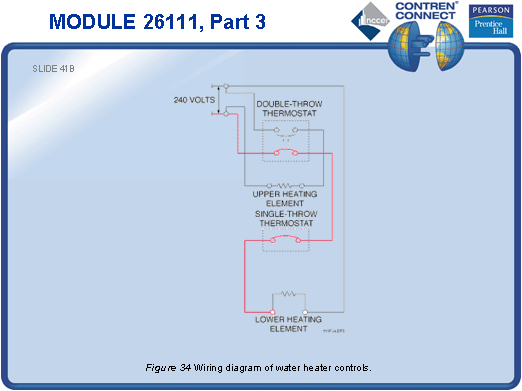 MODULE 26111, Part 3
nccer
CONTREN®
CONNECT
PEARSON
Prentice
Hall
SLIDE 41B
240 VOLTS
DOUBLE-THROW
THERMOSTAT
UPPER HEATING
ELEMENT
SINGLE-THROW
THERMOSTAT
LOWER HEATING
ELEMENT
Figure 34 Wiring diagram of water heater controls.